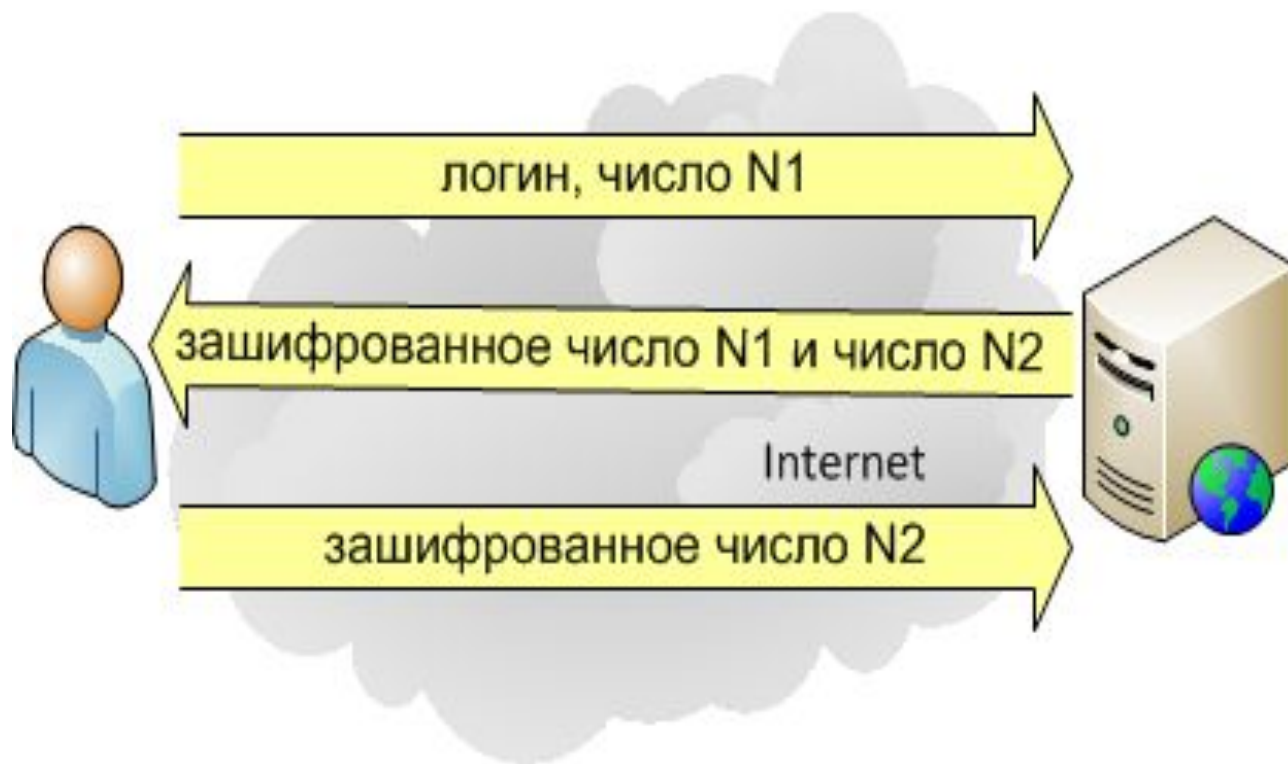 логин, число N1
зашифрованное число N1 и число N2
Internet
зашифрованное число N2